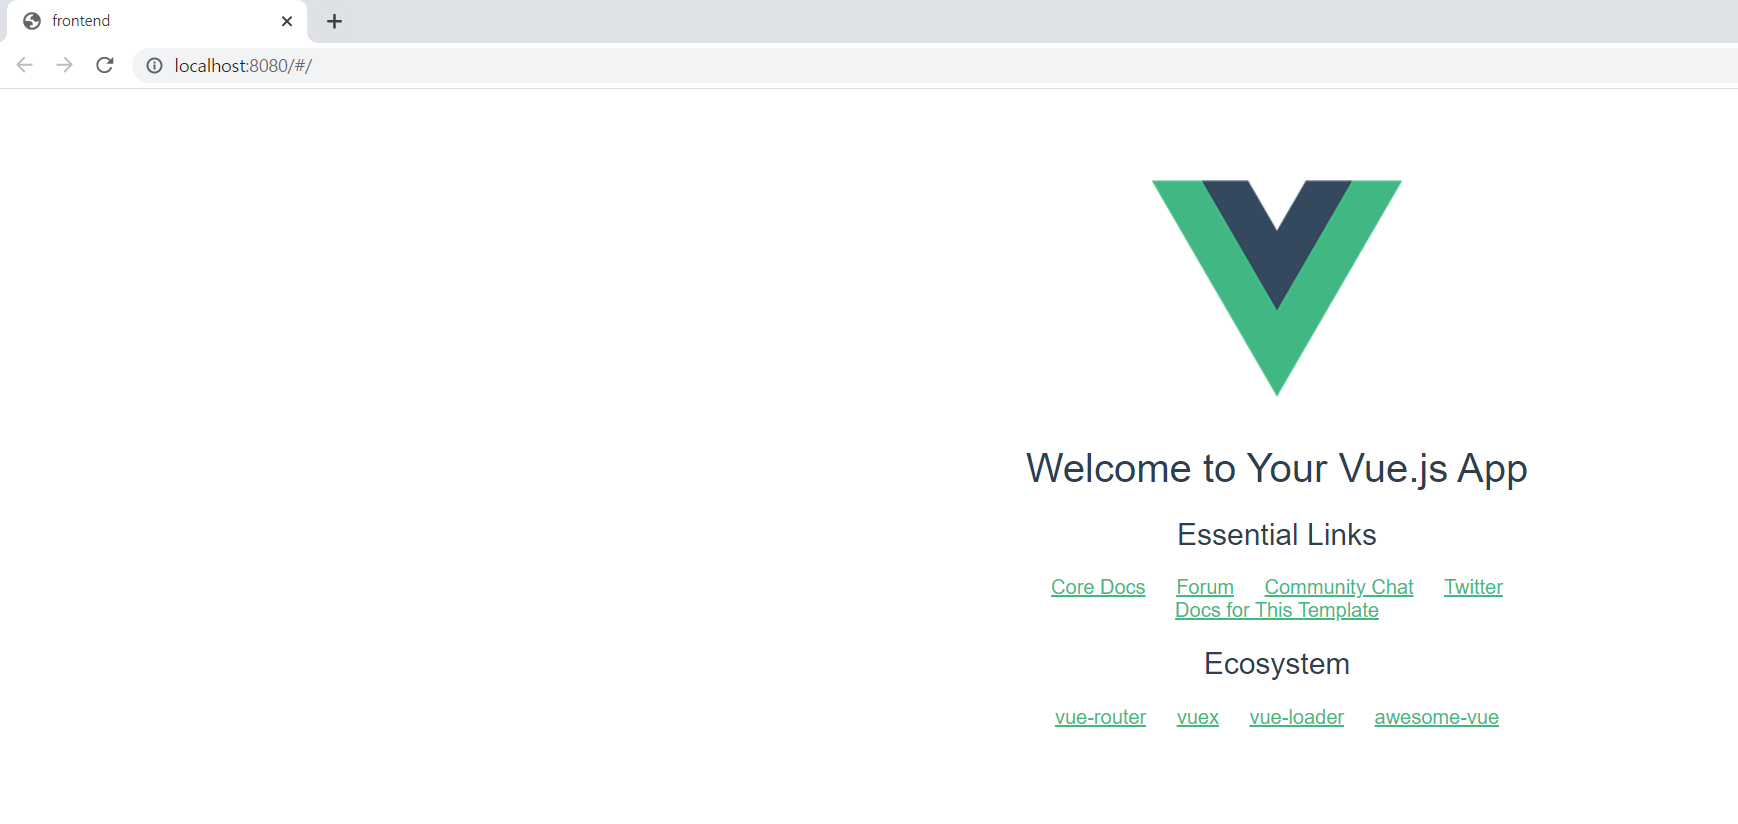 frontend
localhost:8080/#/
Welcome to Your Vue.js App
Essential Links
Core Docs Forum Community Chat Twitter
Docs for This Template
Ecosystem
vue-router vuex vue-loader awesome-vue